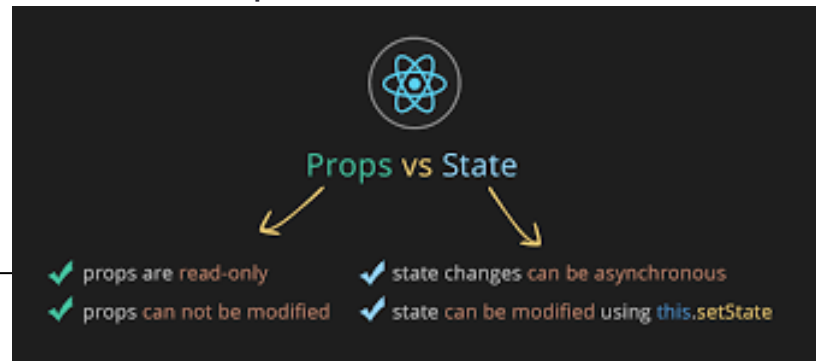 Props vs State
props are read-only
props can not be modified
state changes can be asynchronous
state can be modified using this.setState